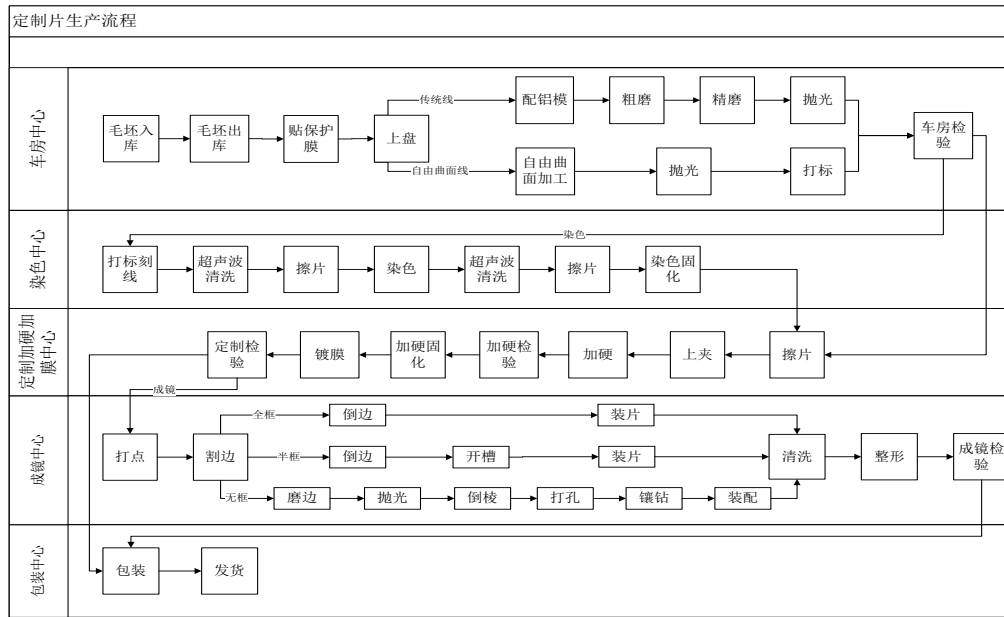 定制片生产流程
车房中心
毛坯入
库
毛坯出
库
贴保护
膜
上盘
传统线
配铝模
粗磨
精磨
抛光
自由曲面线
自由曲
面加工
抛光
打标
车房检
验
染色中心
染色
打标刻
线
超声波
清洗
擦片
染色
超声波
清洗
擦片
染色固
化
定制加硬加
膜中心
定制检
验
镀膜
加硬固
化
加硬检
验
加硬
上夹
擦片
成镜
成镜中心
打点
割边
全框
倒边
装片
半框
倒边
开槽
装片
无框
磨边
抛光
倒棱
打孔
镶钻
装配
清洗
整形
成镜检
验
包装中心
包装
发货